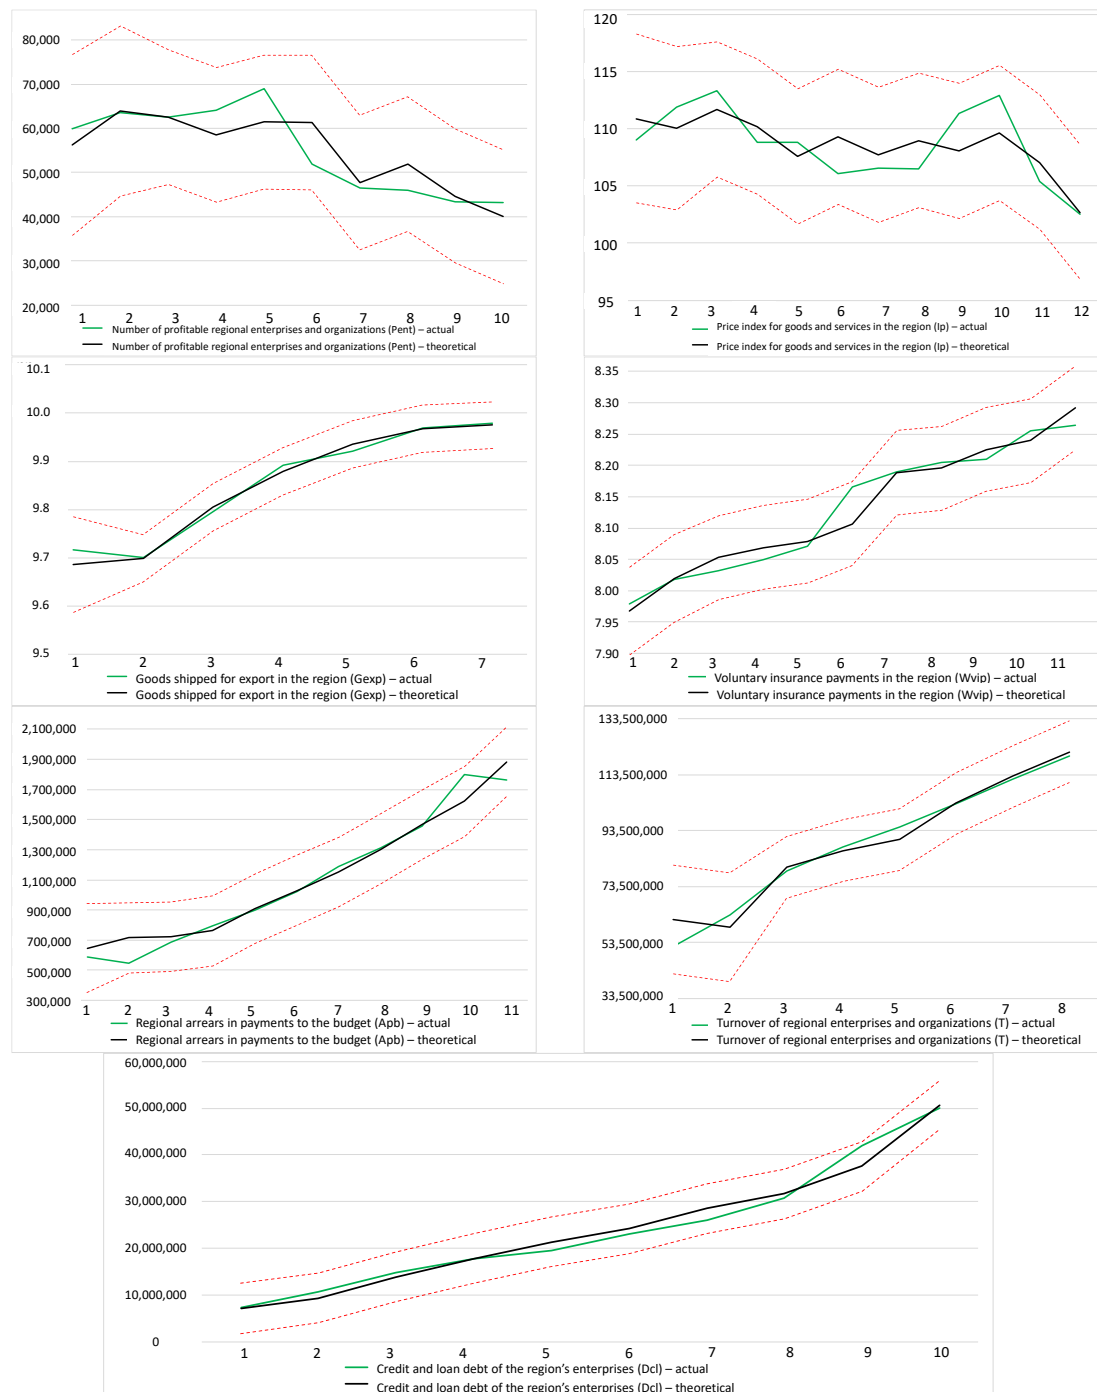 80,000
70,000
60,000
50,000
40,000
30,000
20,000
1 2 3 4 5 6 7 8 9 10
Number of profitable regional enterprises and organizations (Pent) – actual
Number of profitable regional enterprises and organizations (Pent) – theoretical
120
115
110
105
100
95
1 2 3 4 5 6 7 8 9 10 11 12
Price index for goods and services in the region (Ip) – actual
Price index for goods and services in the region (Ip) – theoretical
10.1
10.0
9.9
9.8
9.7
9.6
9.5
1 2 3 4 5 6 7
Goods shipped for export in the region (Gexp) – actual
Goods shipped for export in the region (Gexp) – theoretical
8.35
8.30
8.25
8.20
8.15
8.10
8.05
8.00
7.95
7.90
1 2 3 4 5 6 7 8 9 10 11
Voluntary insurance payments in the region (Wvip) – actual
Voluntary insurance payments in the region (Wvip) – theoretical
2,100,000
1,900,000
1,700,000
1,500,000
1,300,000
1,100,000
900,000
700,000
500,000
300,000
1 2 3 4 5 6 7 8 9 10 11
Regional arrears in payments to the budget (Apb) – actual
Regional arrears in payments to the budget (Apb) – theoretical
133,500,000
113,500,000
93,500,000
73,500,000
53,500,000
33,500,000
1 2 3 4 5 6 7 8
Turnover of regional enterprises and organizations (T) – actual
Turnover of regional enterprises and organizations (T) – theoretical
60,000,000
50,000,000
40,000,000
30,000,000
20,000,000
10,000,000
0
1 2 3 4 5 6 7 8 9 10
Credit and loan debt of the region's enterprises (Dcl) – actual
Credit and loan debt of the region's enterprises (Dcl) – theoretical